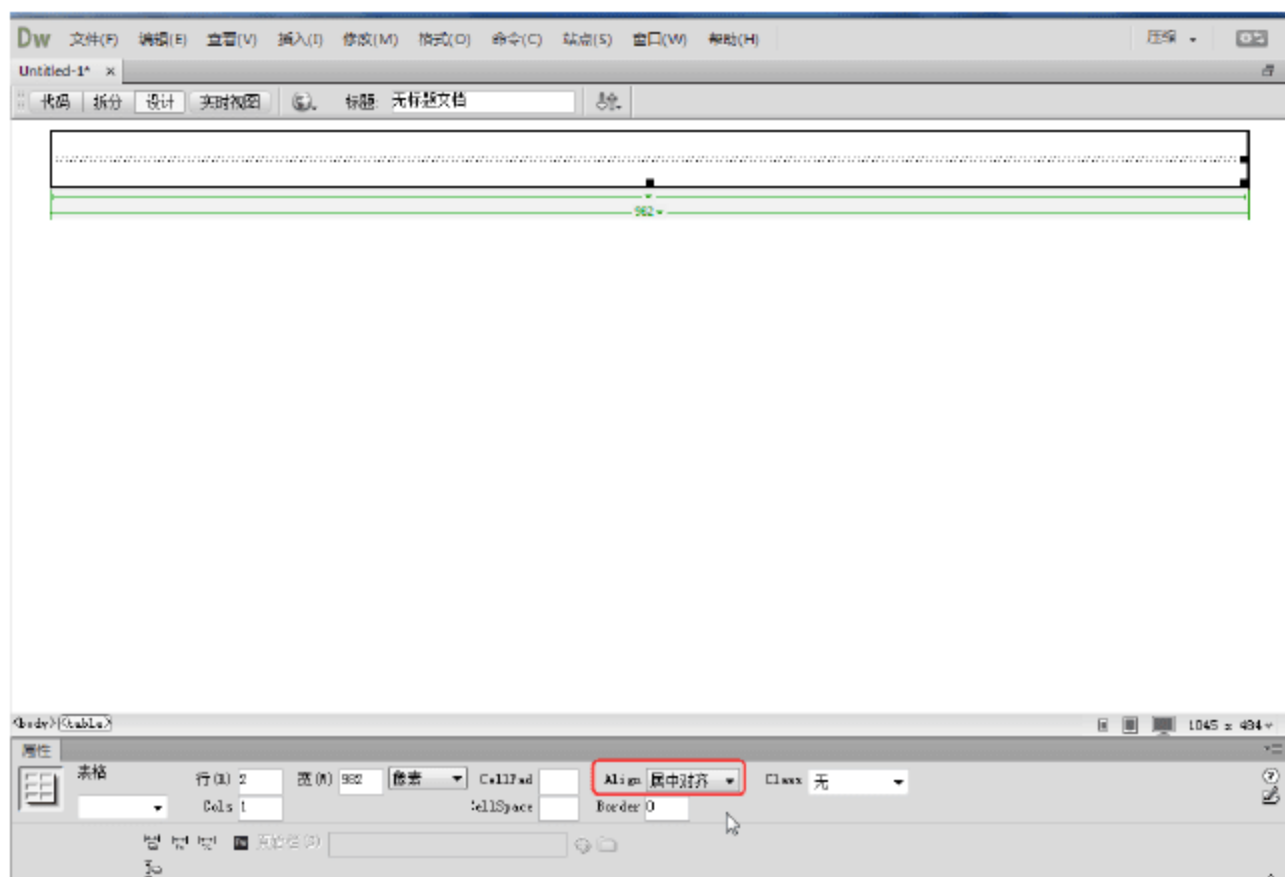 Dw 文件(F) 编辑(E) 查看(V) 插入(I) 修改(M) 格式(O) 命令(C) 站点(S) 窗口(W) 帮助(H) 压缩
Untitled-1* ×
代码 拆分 设计 实时视图 标题: 无标题文档
982
<body><table> 1045 x 484
属性
表格 行(R) 2 宽(W) 982 像素 CellPad Align 居中对齐 Class 无
Cols 1 CellSpace Border 0
原始档(S)